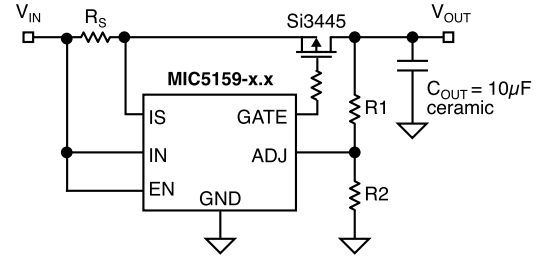 VIN
RS
Si3445
VOUT
MIC5159-x.x
COUT = 10µF
ceramic
IS
GATE
R1
IN
ADJ
EN
GND
R2